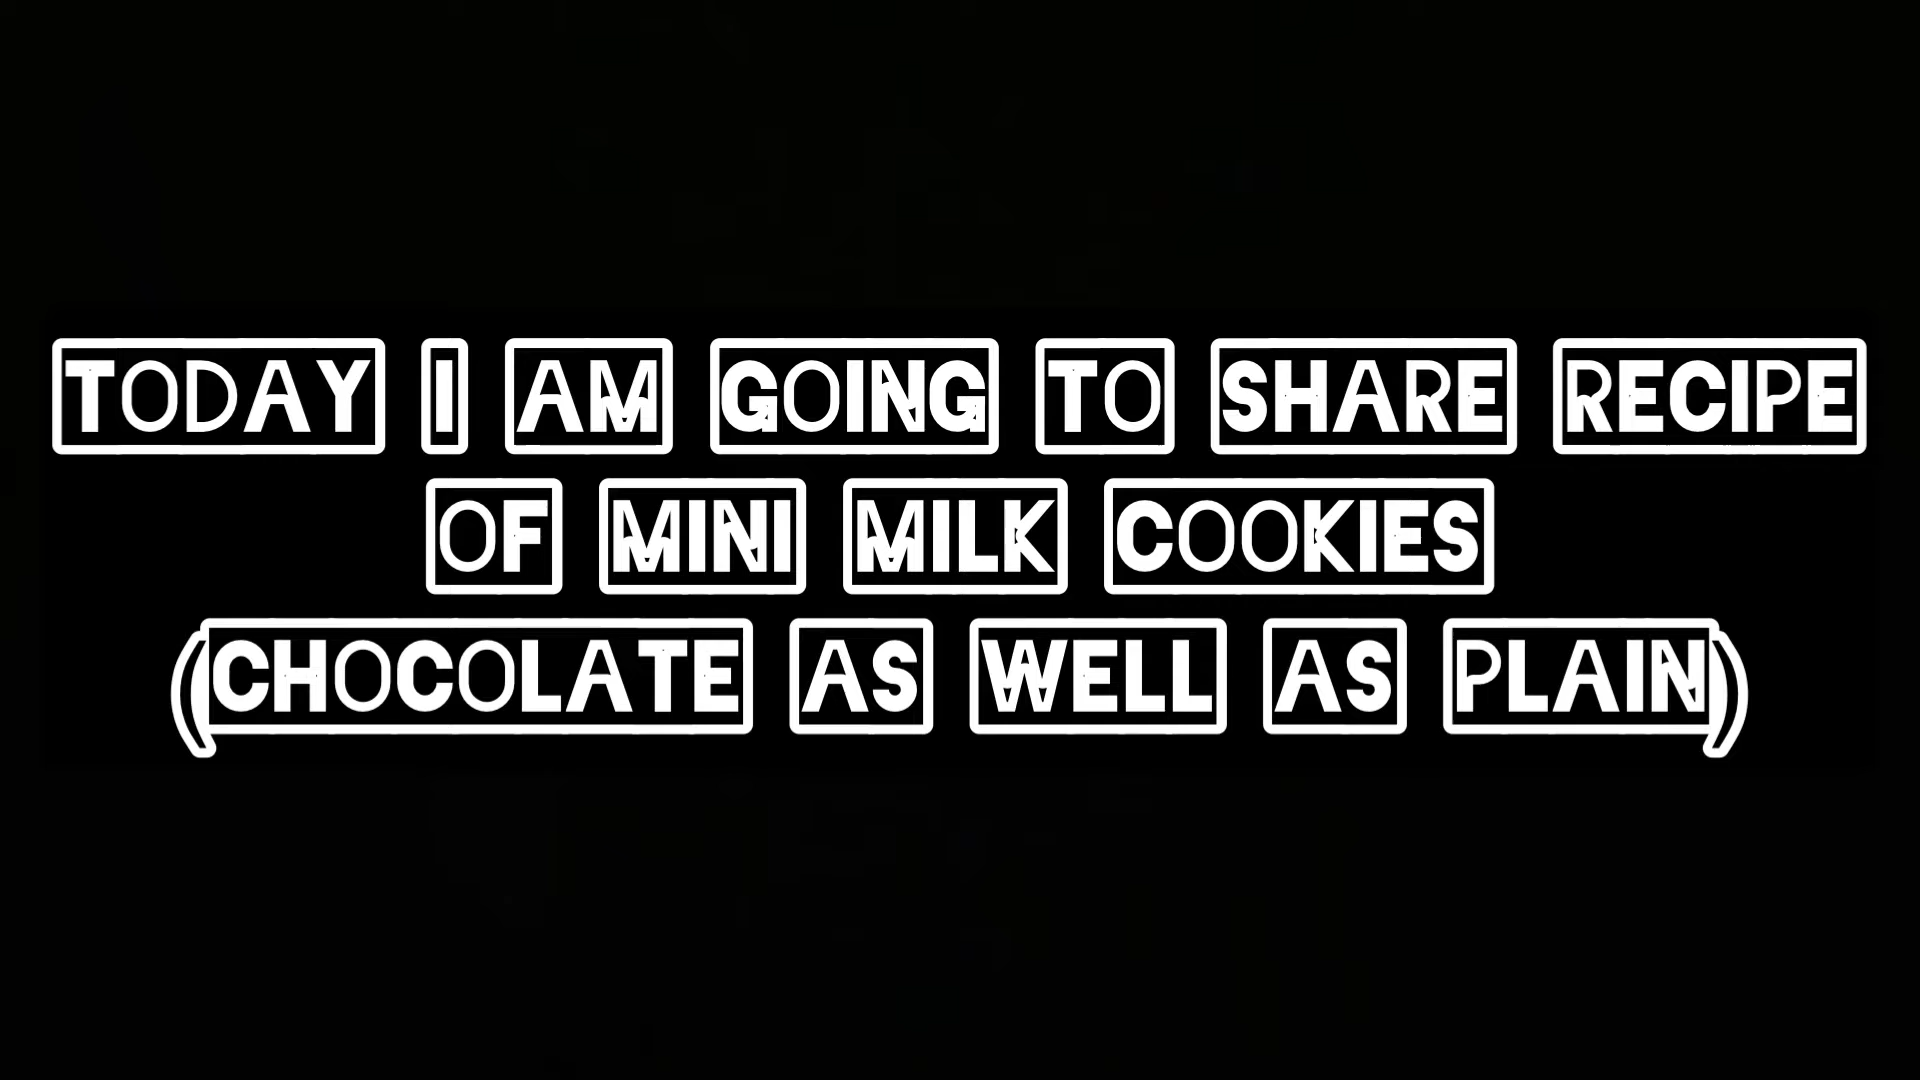 TODAY I AM GOING TO SHARE RECIPE
OF MINI MILK COOKIES
(CHOCOLATE AS WELL AS PLAIN)